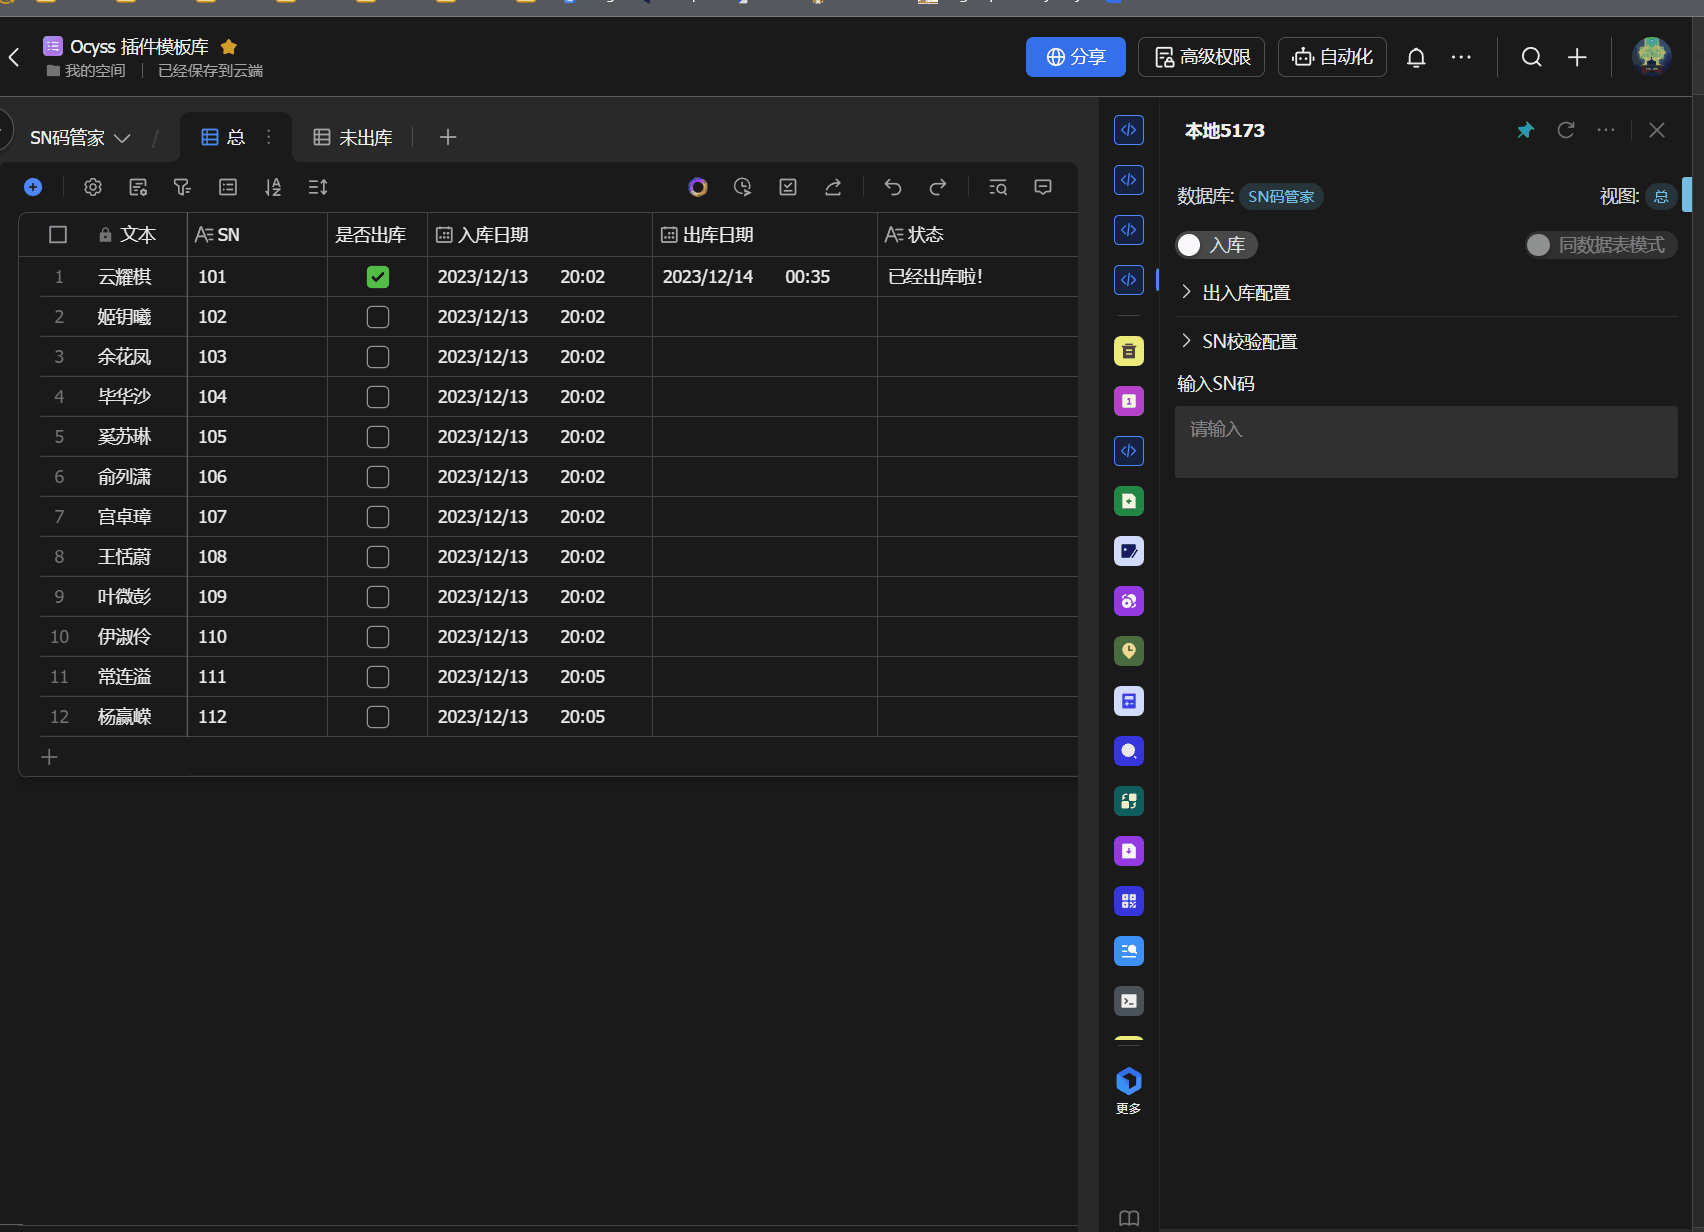 Ocyss 插件模板库
我的空间 已经保存到云端
分享 高级权限 自动化
SN码管家 / 总 未出库
文本 SN 是否出库 入库日期 出库日期 状态
1 云耀棋 101 2023/12/13 20:02 2023/12/14 00:35 已经出库啦!
2 姬钥曦 102 2023/12/13 20:02
3 余花凤 103 2023/12/13 20:02
4 毕华沙 104 2023/12/13 20:02
5 奚苏琳 105 2023/12/13 20:02
6 俞列潇 106 2023/12/13 20:02
7 宫卓璋 107 2023/12/13 20:02
8 王恬蔚 108 2023/12/13 20:02
9 叶微彭 109 2023/12/13 20:02
10 伊淑伶 110 2023/12/13 20:02
11 常连溢 111 2023/12/13 20:05
12 杨赢嵘 112 2023/12/13 20:05
更多
本地5173
数据库: SN码管家 视图: 总
入库 同数据表模式
出入库配置
SN校验配置
输入SN码
请输入